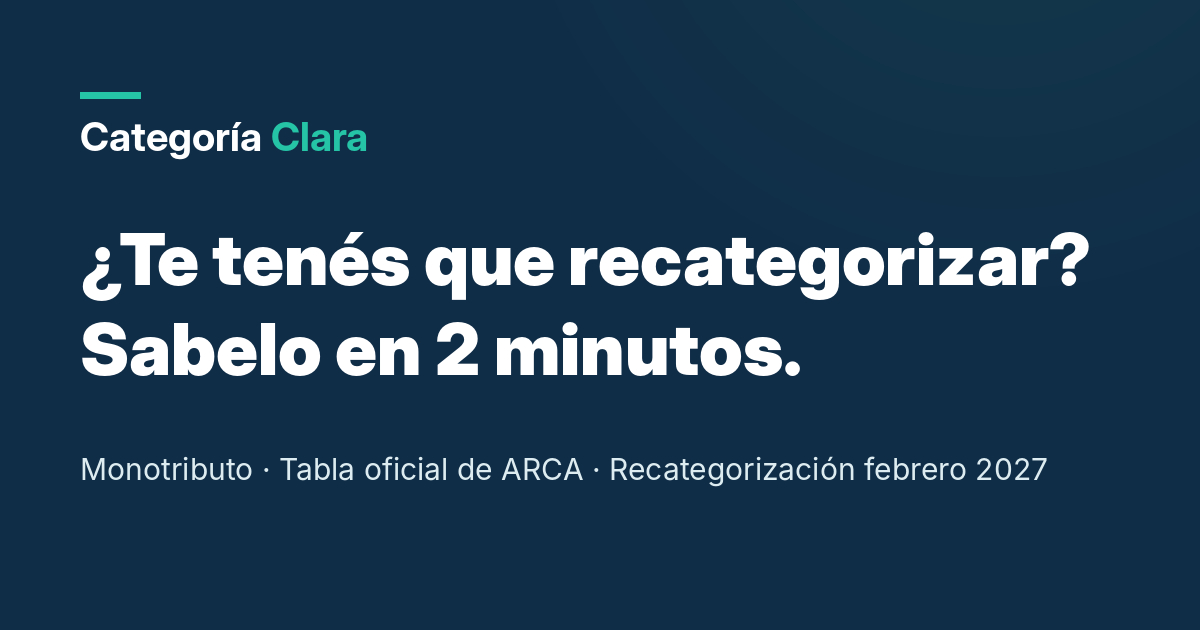 Categoría Clara
¿Te tenés que recategorizar?
Sabelo en 2 minutos.
Monotributo · Tabla oficial de ARCA · Recategorización febrero 2027